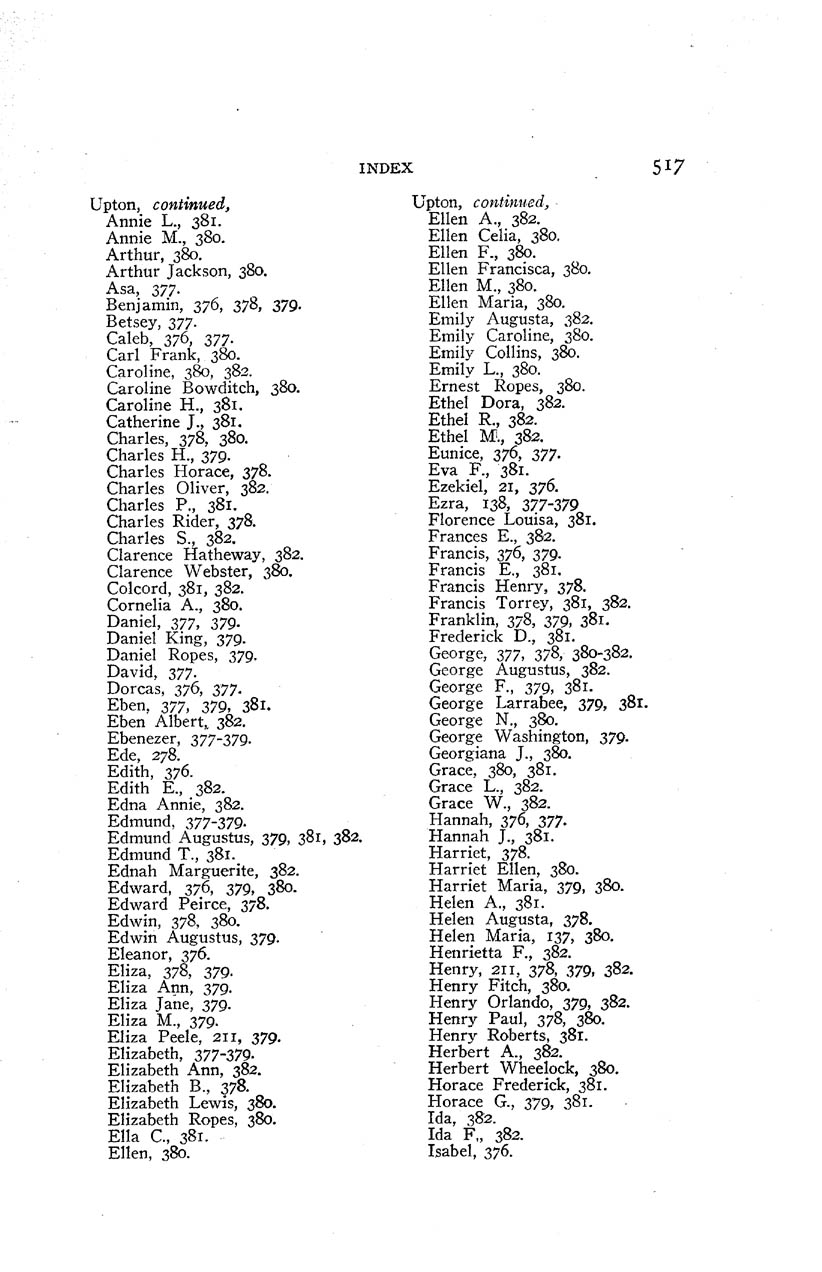 INDEX 517
Upton, continued,
Annie L., 381.
Annie M., 380.
Arthur, 380.
Arthur Jackson, 380.
Asa, 377.
Benjamin, 376, 378, 379.
Betsey, 377.
Caleb, 376, 377.
Carl Frank, 380.
Caroline, 380, 382.
Caroline Bowditch, 380.
Caroline H., 381.
Catherine J., 381.
Charles, 378, 380.
Charles H., 379.
Charles Horace, 378.
Charles Oliver, 382.
Charles P., 381.
Charles Rider, 378.
Charles S., 382.
Clarence Hatheway, 382.
Clarence Webster, 380.
Colcord, 381, 382.
Cornelia A., 380.
Daniel, 377, 379.
Daniel King, 379.
Daniel Ropes, 379.
David, 377.
Dorcas, 376, 377.
Eben, 377, 379, 381.
Eben Albert, 382.
Ebenezer, 377-379.
Ede, 278.
Edith, 376.
Edith E., 382.
Edna Annie, 382.
Edmund, 377-379.
Edmund Augustus, 379, 381, 382.
Edmund T., 381.
Ednah Marguerite, 382.
Edward, 376, 379, 380.
Edward Peirce, 378.
Edwin, 378, 380.
Edwin Augustus, 379.
Eleanor, 376.
Eliza, 378, 379.
Eliza Ann, 379.
Eliza Jane, 379.
Eliza M., 379.
Eliza Peele, 211, 379.
Elizabeth, 377-379.
Elizabeth Ann, 382.
Elizabeth B., 378.
Elizabeth Lewis, 380.
Elizabeth Ropes, 380.
Ella C., 381.
Ellen, 380.
Upton, continued,
Ellen A., 382.
Ellen Celia, 380.
Ellen F., 380.
Ellen Francisca, 380.
Ellen M., 380.
Ellen Maria, 380.
Emily Augusta, 382.
Emily Caroline, 380.
Emily Collins, 380.
Emily L., 380.
Ernest Ropes, 380.
Ethel Dora, 382.
Ethel R., 382.
Ethel M., 382.
Eunice, 376, 377.
Eva F., 381.
Ezekiel, 21, 376.
Ezra, 138, 377-379
Florence Louisa, 381.
Frances E., 382.
Francis, 376, 379.
Francis E., 381.
Francis Henry, 378.
Francis Torrey, 381, 382.
Franklin, 378, 379, 381.
Frederick D., 381.
George, 377, 378, 380-382.
George Augustus, 382.
George F., 379, 381.
George Larrabee, 379, 381.
George N., 380.
George Washington, 379.
Georgiana J., 380.
Grace, 380, 381.
Grace L., 382.
Grace W., 382.
Hannah, 376, 377.
Hannah J., 381.
Harriet, 378.
Harriet Ellen, 380.
Harriet Maria, 379, 380.
Helen A., 381.
Helen Augusta, 378.
Helen Maria, 137, 380.
Henrietta F., 382.
Henry, 211, 378, 379, 382.
Henry Fitch, 380.
Henry Orlando, 379, 382.
Henry Paul, 378, 380.
Henry Roberts, 381.
Herbert A., 382.
Herbert Wheelock, 380.
Horace Frederick, 381.
Horace G., 379, 381.
Ida, 382.
Ida F., 382.
Isabel, 376.